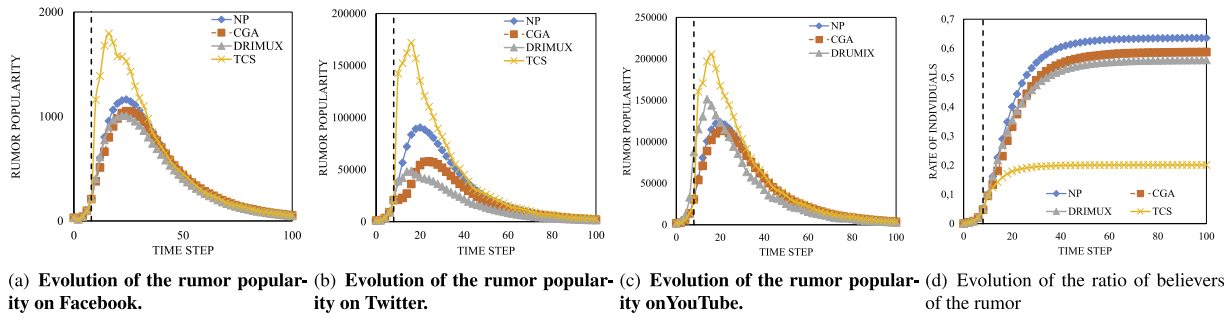 RUMOR POPULARITY
2000
1000
0
0
50
100
TIME STEP
NP
CGA
DRIMUX
TCS
(a) Evolution of the rumor popular-
ity on Facebook.
RUMOR POPULARITY
200000
150000
100000
50000
0
0
20
40
60
80
100
TIME STEP
NP
CGA
DRIMUX
TCS
(b) Evolution of the rumor popular-
ity on Twitter.
RUMOR POPULARITY
250000
200000
150000
100000
50000
0
0
20
40
60
80
100
TIME STEP
NP
CGA
DRUMIX
TCS
(c) Evolution of the rumor popular-
ity onYouTube.
RATE OF INDIVIDUALS
0,7
0,6
0,5
0,4
0,3
0,2
0,1
0
0
20
40
60
80
100
TIME STEP
NP
CGA
DRIMUX
TCS
(d) Evolution of the ratio of believers
of the rumor